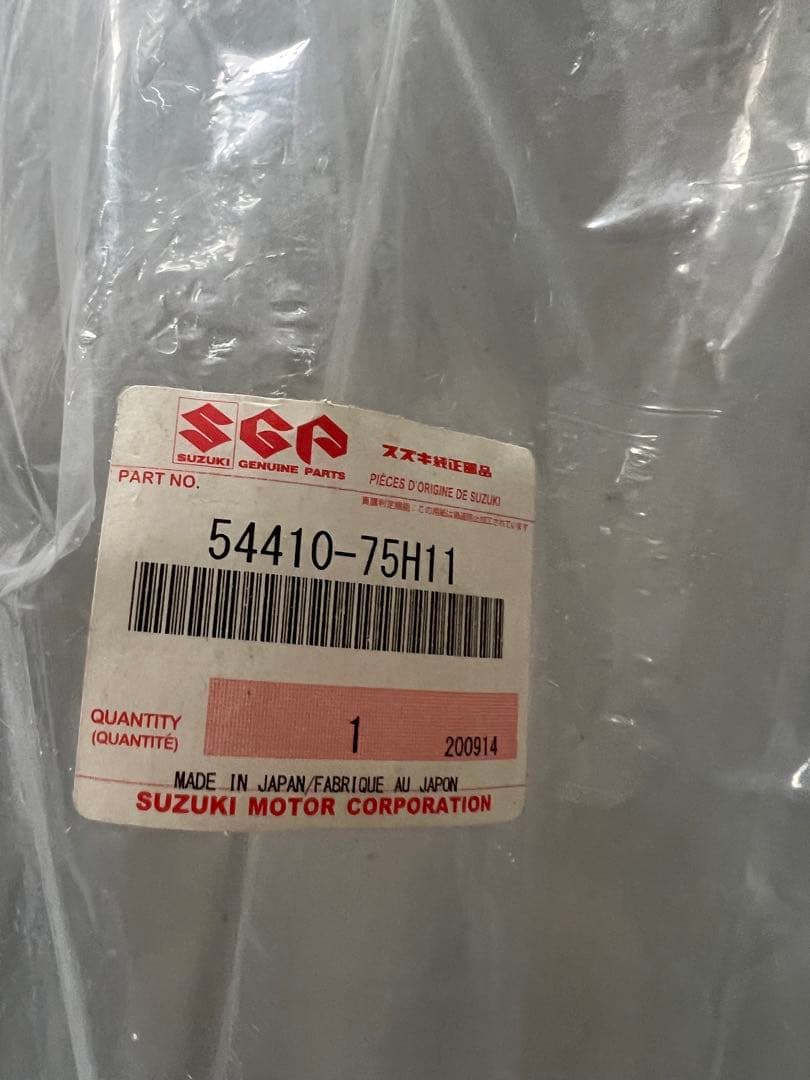 SGP
SUZUKI GENUINE PARTS
スズキ純正部品
PIÈCES D'ORIGINE DE SUZUKI
PART NO.
54410-75H11
QUANTITY
(QUANTITÉ)
1
200914
MADE IN JAPAN/FABRIQUE AU JAPON
SUZUKI MOTOR CORPORATION